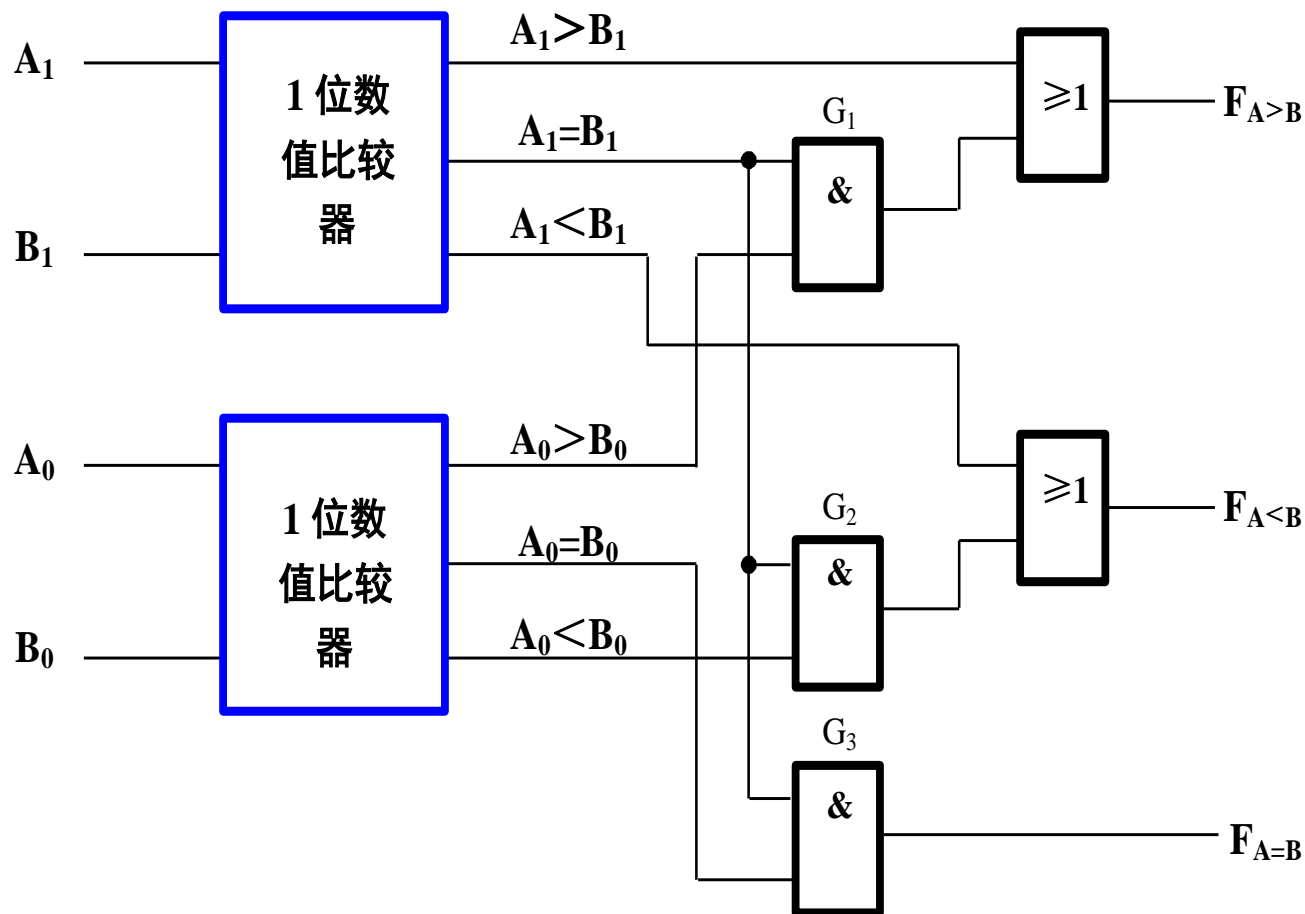 A₁
B₁
1 位数
值比较
器
A₁>B₁
A₁=B₁
A₁<B₁
G₁
&
≥1
F_A>B
A₀
B₀
1 位数
值比较
器
A₀>B₀
A₀=B₀
A₀<B₀
G₂
&
≥1
F_A<B
G₃
&
F_A=B